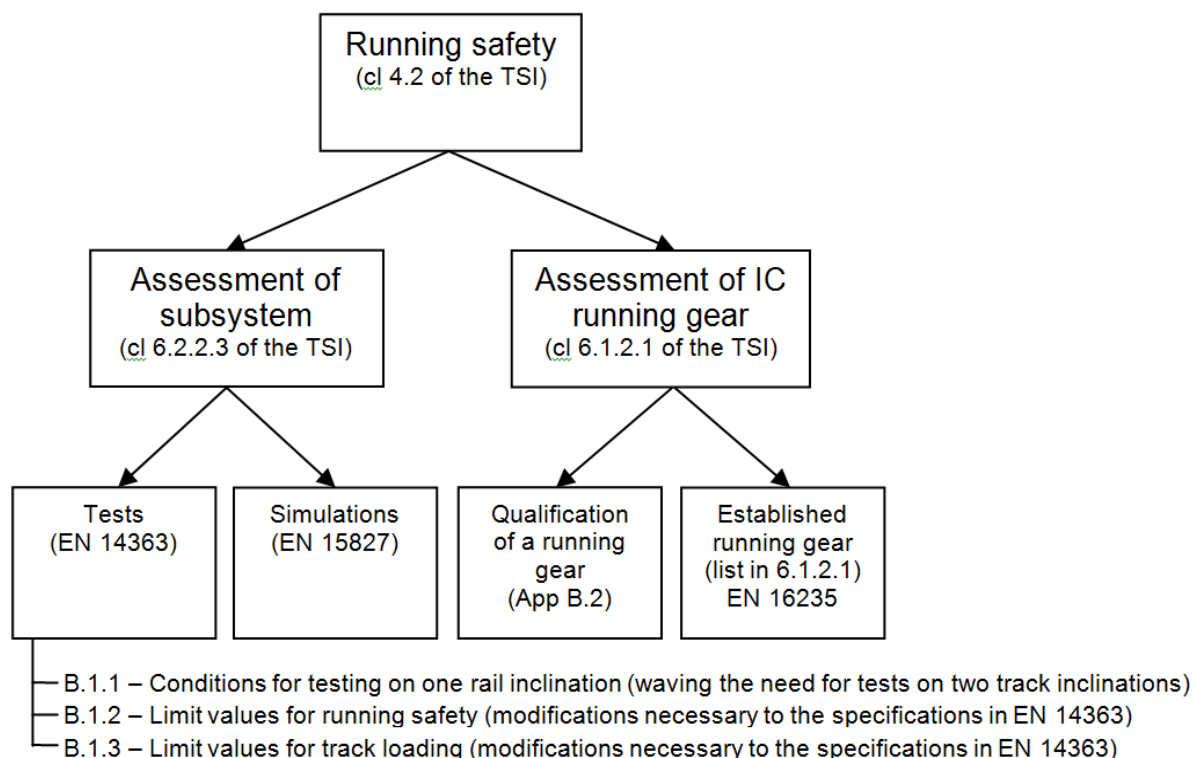 Running safety
(cl 4.2 of the TSI)
Assessment of
subsystem
(cl 6.2.2.3 of the TSI)
Assessment of IC
running gear
(cl 6.1.2.1 of the TSI)
Tests
(EN 14363)
Simulations
(EN 15827)
Qualification
of a running
gear
(App B.2)
Established
running gear
(list in 6.1.2.1)
EN 16235
B.1.1 – Conditions for testing on one rail inclination (waving the need for tests on two track inclinations)
B.1.2 – Limit values for running safety (modifications necessary to the specifications in EN 14363)
B.1.3 – Limit values for track loading (modifications necessary to the specifications in EN 14363)